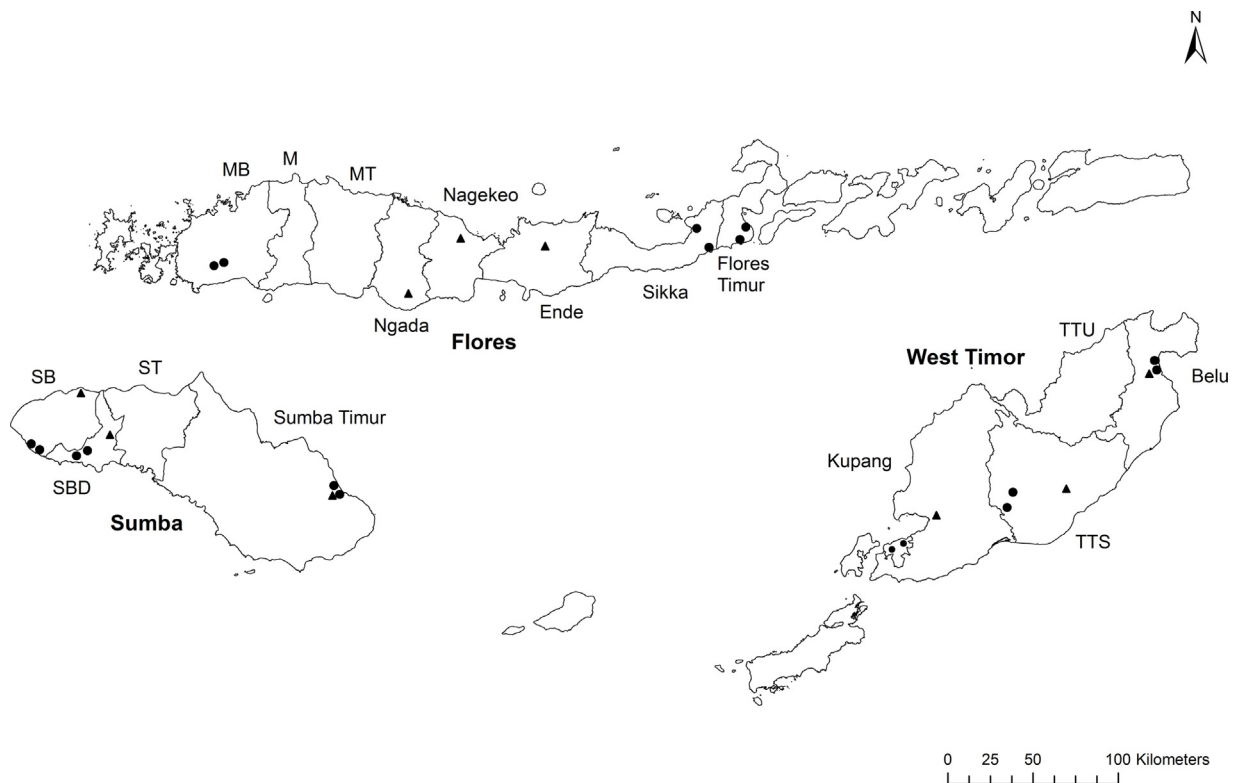 N
MB
M
MT
Nagekeo
Ngada
Ende
Sikka
Flores
Timur
Flores
SB
ST
Sumba Timur
SBD
Sumba
West Timor
TTU
Belu
Kupang
TTS
0 25 50 100 Kilometers